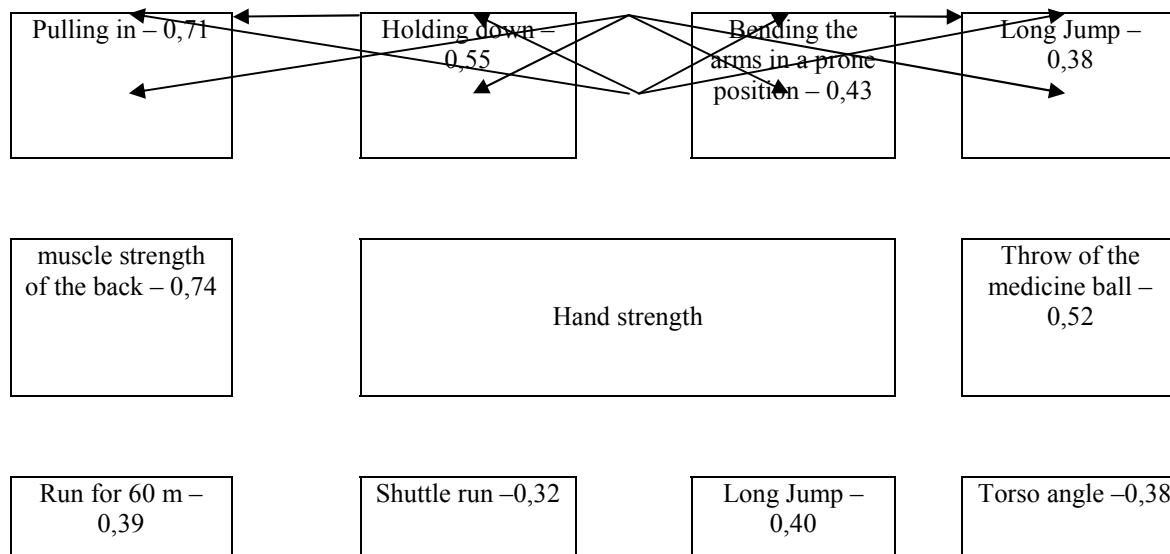 Pulling in – 0,71
Holding down –
0,55
Bending the
arms in a prone
position – 0,43
Long Jump –
0,38
muscle strength
of the back – 0,74
Hand strength
Throw of the
medicine ball –
0,52
Run for 60 m –
0,39
Shuttle run –0,32
Long Jump –
0,40
Torso angle –0,38